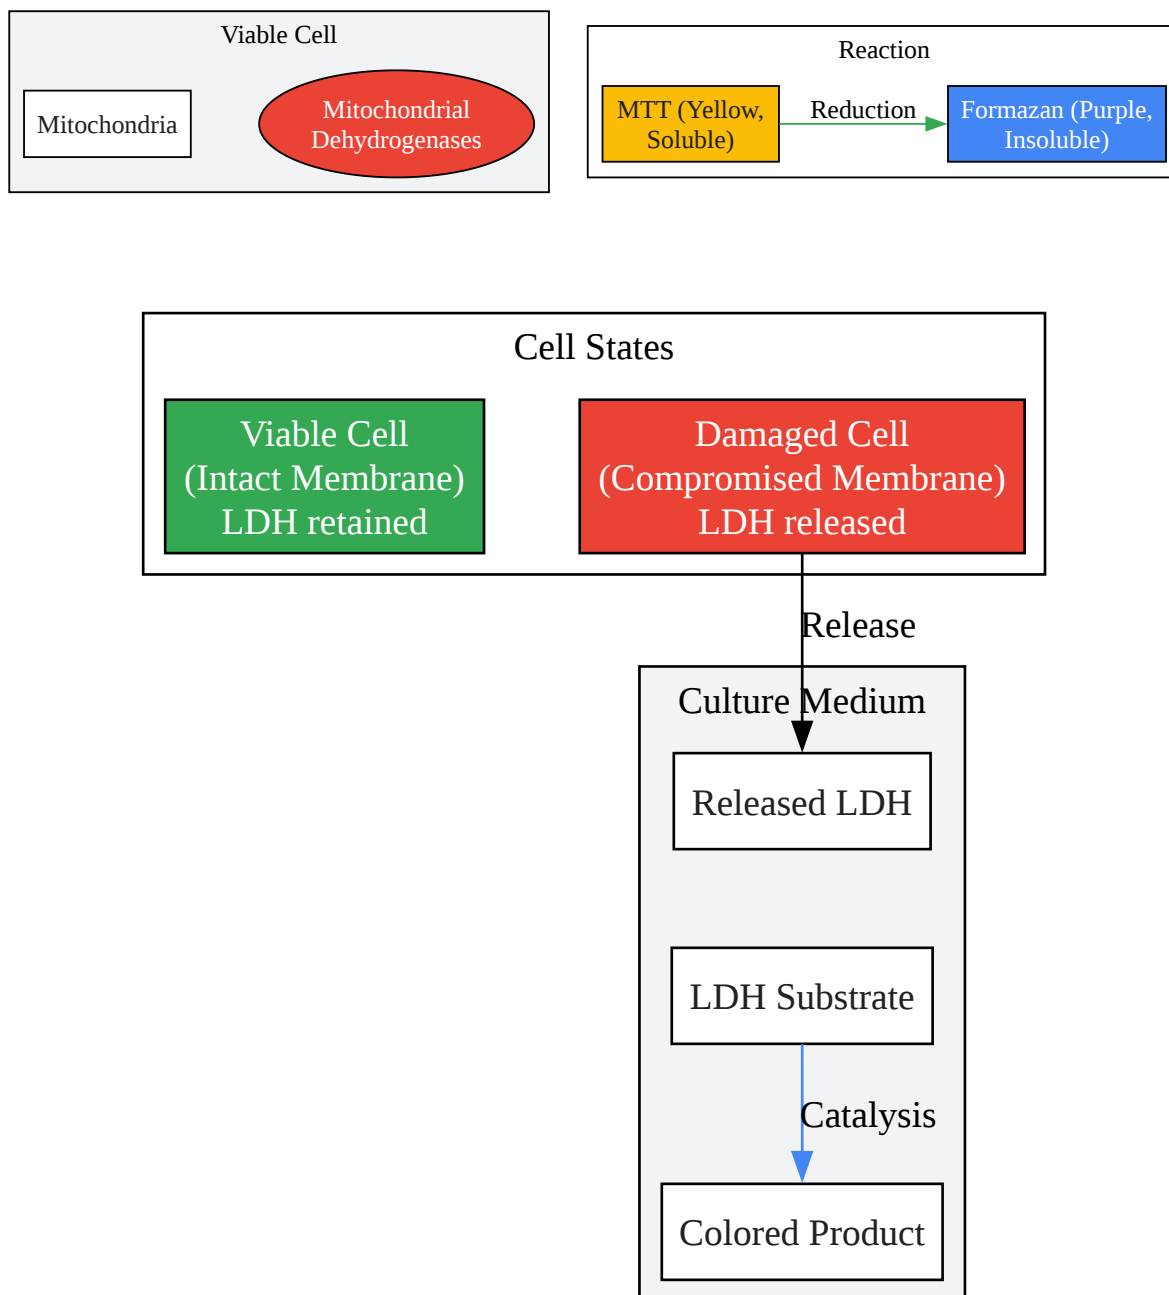 Viable Cell
Mitochondria
Mitochondrial
Dehydrogenases
Reaction
MTT (Yellow,
Soluble)
Reduction
Formazan (Purple,
Insoluble)
Cell States
Viable Cell
(Intact Membrane)
LDH retained
Damaged Cell
(Compromised Membrane)
LDH released
Release
Culture Medium
Released LDH
LDH Substrate
Catalysis
Colored Product